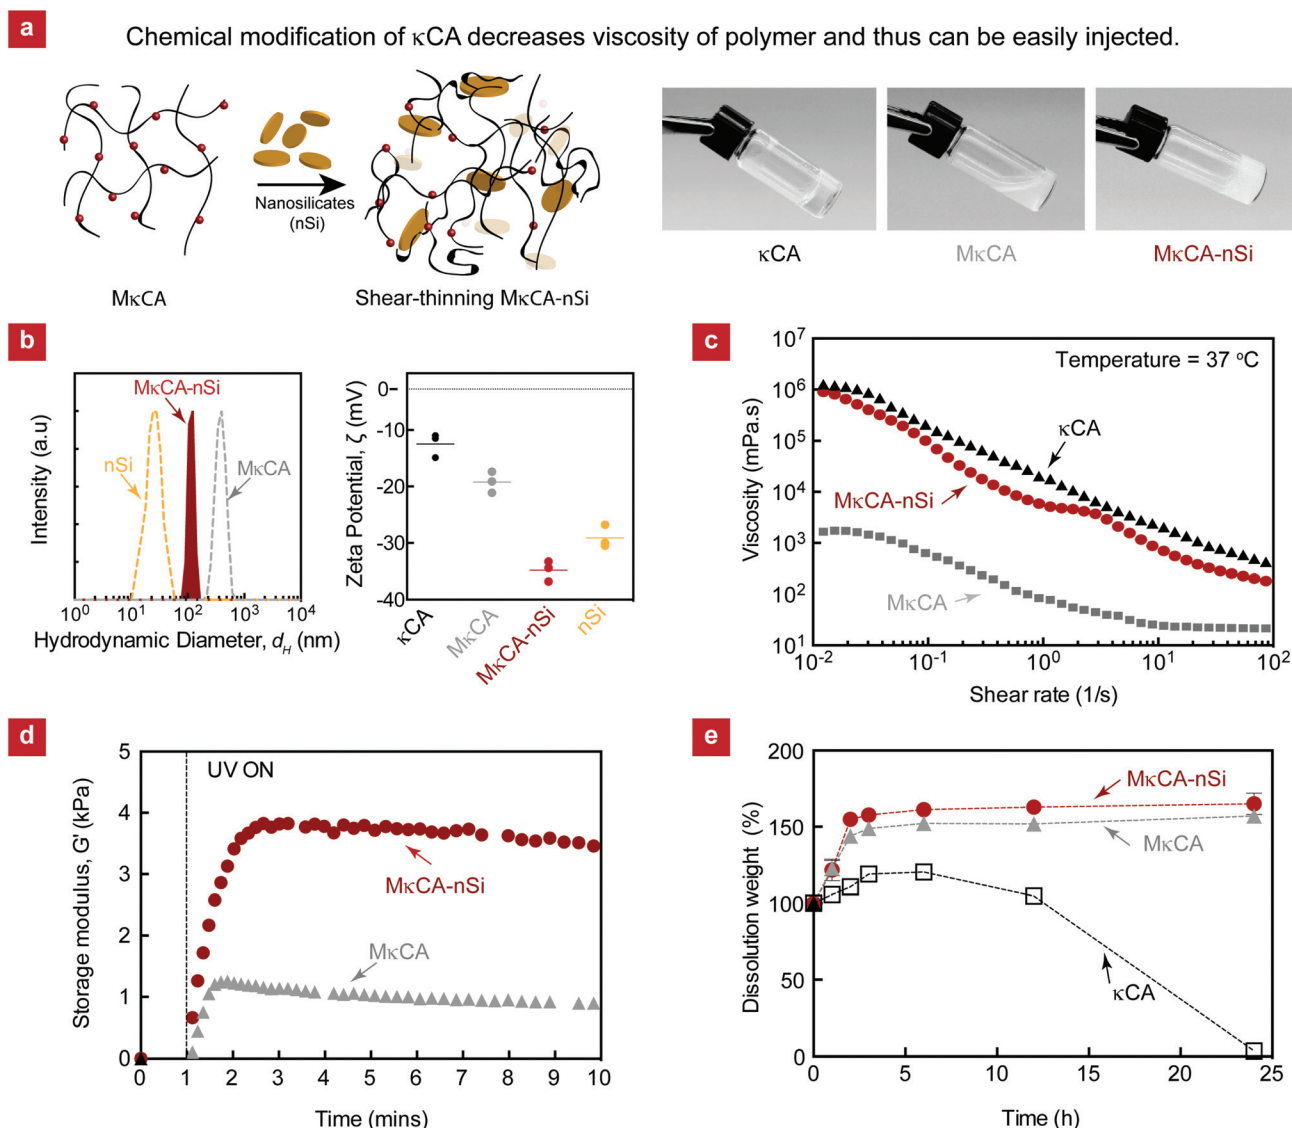 a
Chemical modification of κCA decreases viscosity of polymer and thus can be easily injected.
Nanosilicates
(nSi)
MκCA
Shear-thinning MκCA-nSi
κCA
MκCA
MκCA-nSi
b
MκCA-nSi
nSi
MκCA
Intensity (a.u)
10⁰ 10¹ 10² 10³ 10⁴
Hydrodynamic Diameter, d_H (nm)
Zeta Potential, ζ (mV)
0
-10
-20
-30
-40
κCA
MκCA
MκCA-nSi
nSi
c
Temperature = 37 °C
κCA
MκCA-nSi
MκCA
Viscosity (mPa.s)
10⁷
10⁶
10⁵
10⁴
10³
10²
10¹
10⁻² 10⁻¹ 10⁰ 10¹ 10²
Shear rate (1/s)
d
UV ON
MκCA-nSi
MκCA
Storage modulus, G' (kPa)
5
4
3
2
1
0
0 1 2 3 4 5 6 7 8 9 10
Time (mins)
e
MκCA-nSi
MκCA
κCA
Dissolution weight (%)
200
150
100
50
0
0 5 10 15 20 25
Time (h)